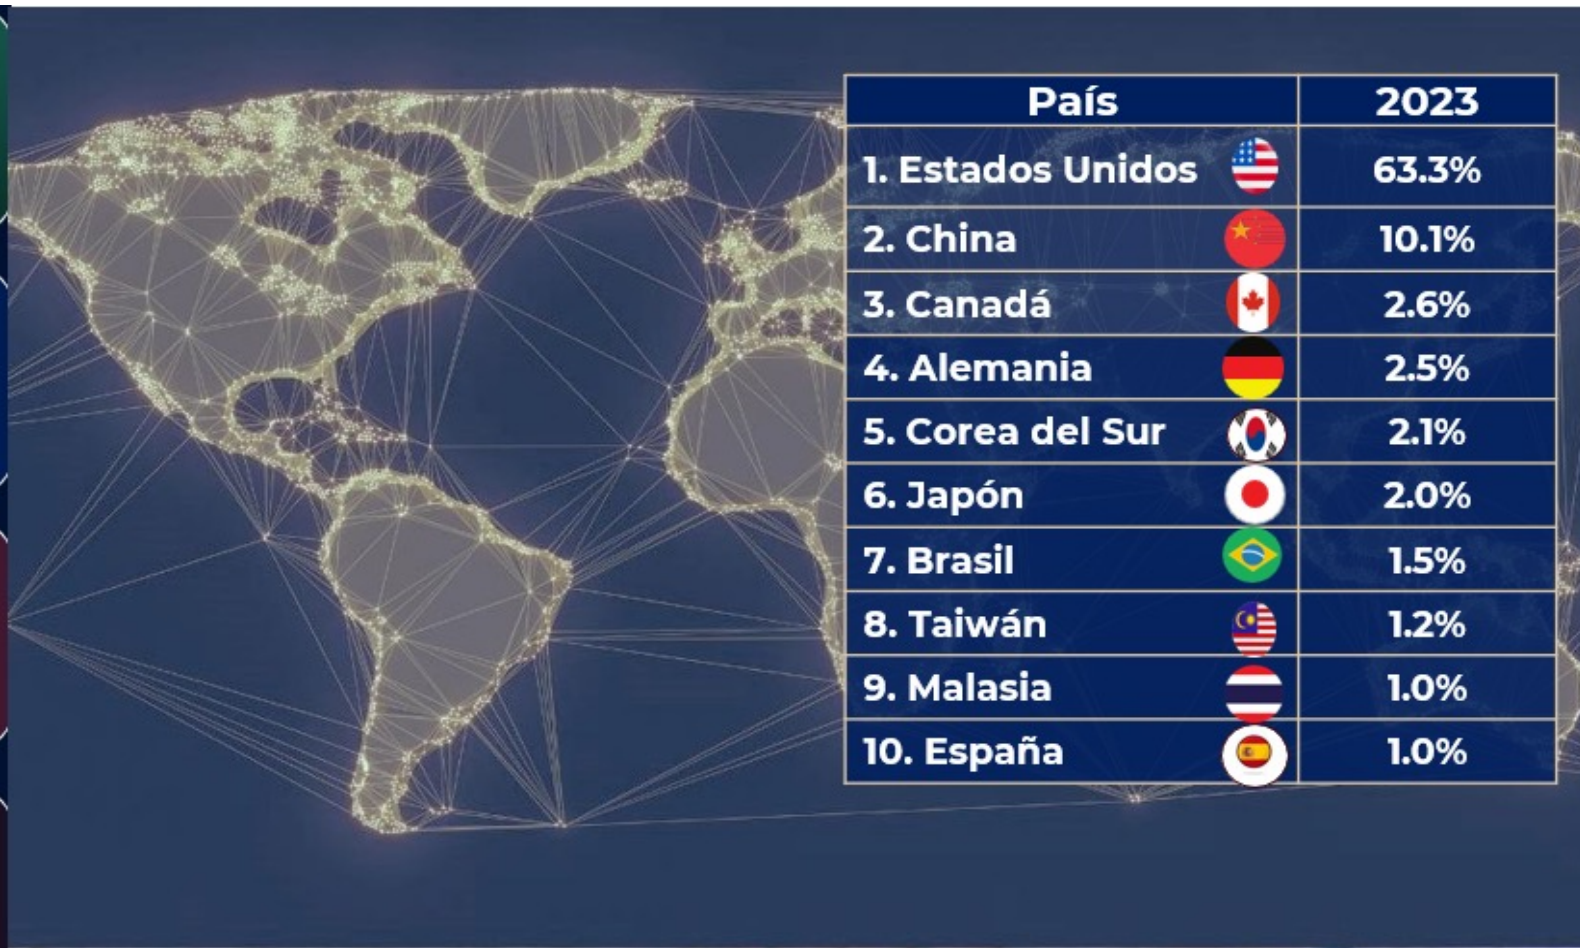 País 2023
1. Estados Unidos 63.3%
2. China 10.1%
3. Canadá 2.6%
4. Alemania 2.5%
5. Corea del Sur 2.1%
6. Japón 2.0%
7. Brasil 1.5%
8. Taiwán 1.2%
9. Malasia 1.0%
10. España 1.0%